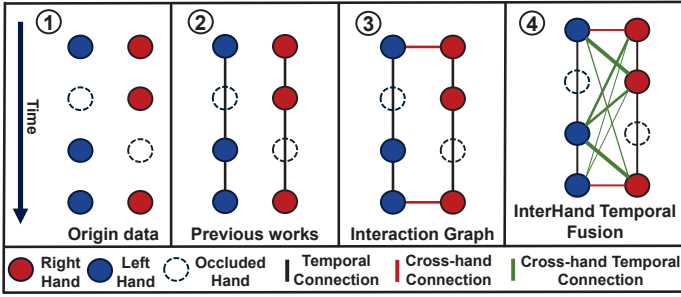 1
2
3
4
Time
Origin data
Previous works
Interaction Graph
InterHand Temporal
Fusion
Right
Hand
Left
Hand
Occluded
Hand
Temporal
Connection
Cross-hand
Connection
Cross-hand Temporal
Connection